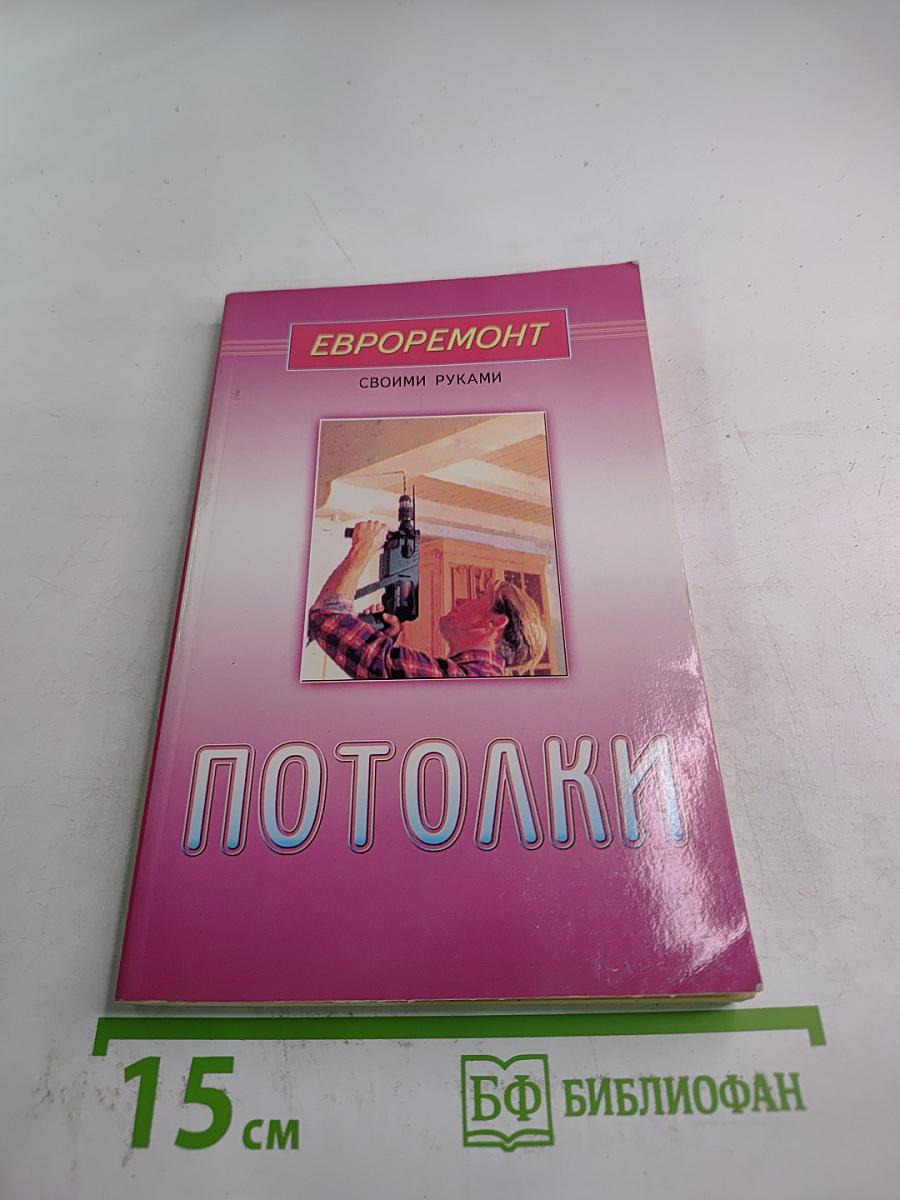 ЕВРОРЕМОНТ
СВОИМИ РУКАМИ
ПОТОЛКИ
15 см
БФ БИБЛИОФАН